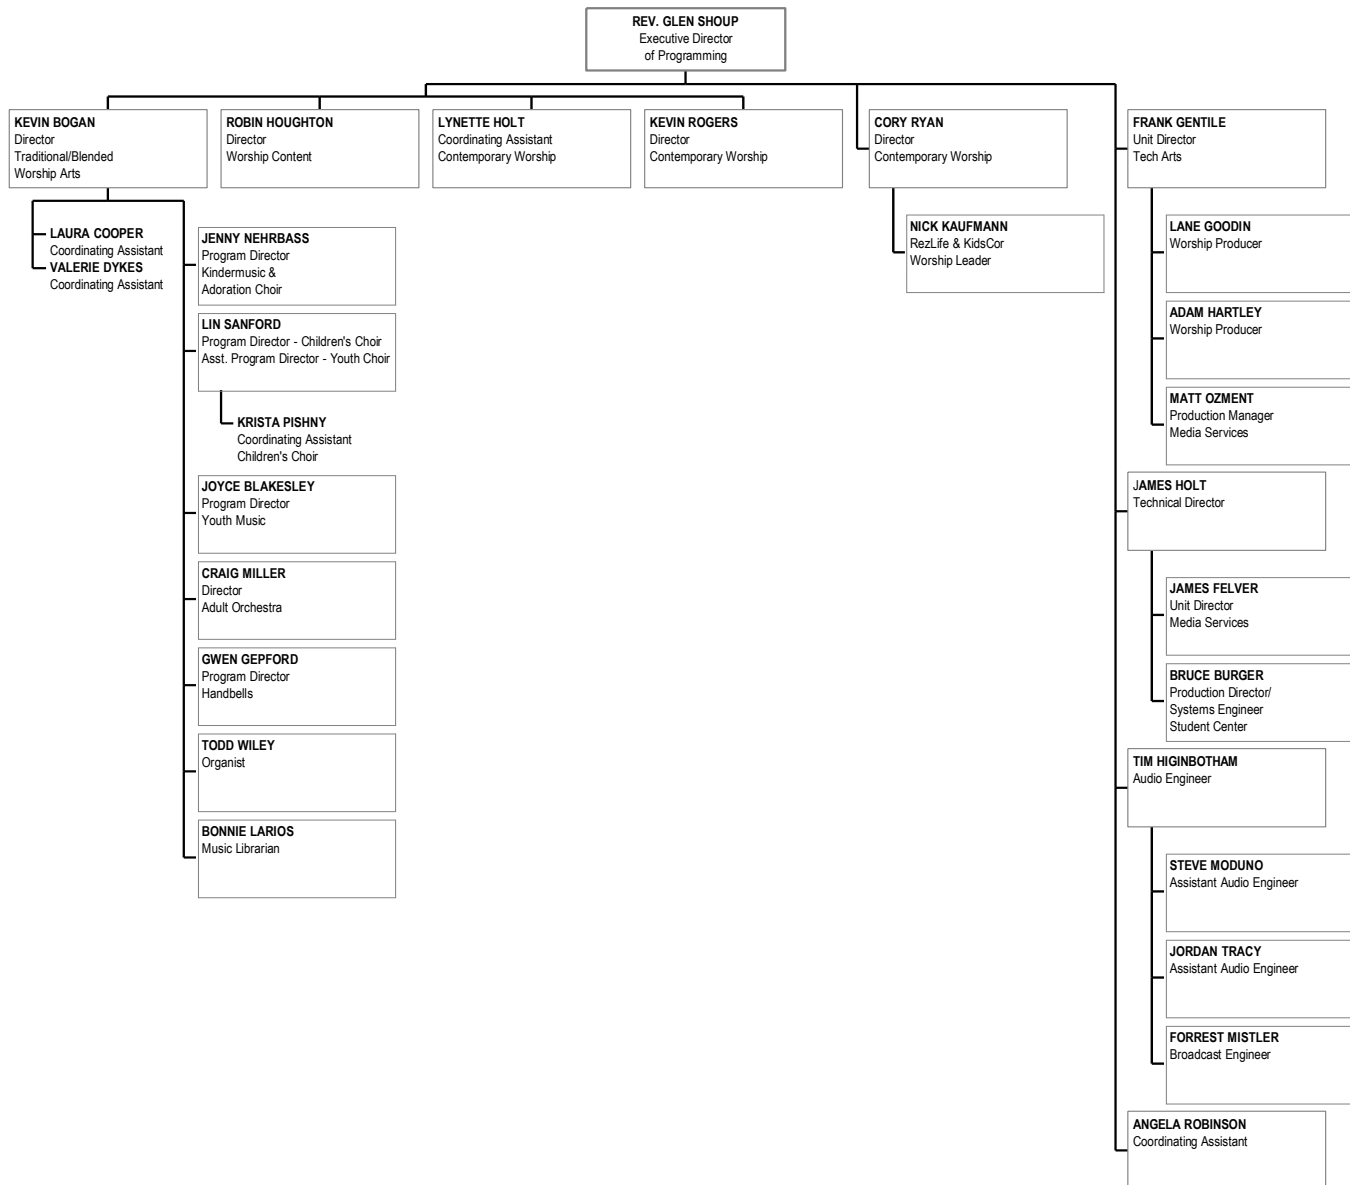 REV. GLEN SHOUP
Executive Director
of Programming
KEVIN BOGAN
Director
Traditional/Blended
Worship Arts
ROBIN HOUGHTON
Director
Worship Content
LYNETTE HOLT
Coordinating Assistant
Contemporary Worship
KEVIN ROGERS
Director
Contemporary Worship
CORY RYAN
Director
Contemporary Worship
FRANK GENTILE
Unit Director
Tech Arts
LAURA COOPER
Coordinating Assistant
VALERIE DYKES
Coordinating Assistant
JENNY NEHRBASS
Program Director
Kindermusic &
Adoration Choir
LIN SANFORD
Program Director - Children's Choir
Asst. Program Director - Youth Choir
KRISTA PISHNY
Coordinating Assistant
Children's Choir
JOYCE BLAKESLEY
Program Director
Youth Music
CRAIG MILLER
Director
Adult Orchestra
GWEN GEPFORD
Program Director
Handbells
TODD WILEY
Organist
BONNIE LARIOS
Music Librarian
NICK KAUFMANN
RezLife & KidsCor
Worship Leader
LANE GOODIN
Worship Producer
ADAM HARTLEY
Worship Producer
MATT OZMENT
Production Manager
Media Services
JAMES HOLT
Technical Director
JAMES FELVER
Unit Director
Media Services
BRUCE BURGER
Production Director/
Systems Engineer
Student Center
TIM HIGINBOTHAM
Audio Engineer
STEVE MODUNO
Assistant Audio Engineer
JORDAN TRACY
Assistant Audio Engineer
FORREST MISTLER
Broadcast Engineer
ANGELA ROBINSON
Coordinating Assistant